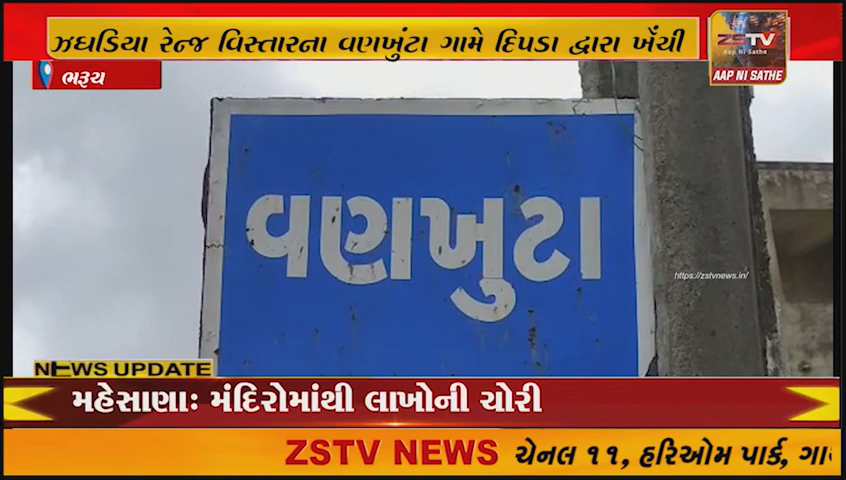 ઝઘડિયા રેન્જ વિસ્તારના વણખુંટા ગામે દિપડા દ્વારા ખેંચી
ZSTV
Aap Ni Sathe
AAP NI SATHE
ભરૂચ
વણખુટા
https://zstvnews.in/
NEWS UPDATE
મહેસાણાઃ મંદિરોમાંથી લાખોની ચોરી
ZSTV NEWS ચેનલ ૧૧, હરિઓમ પાર્ક,